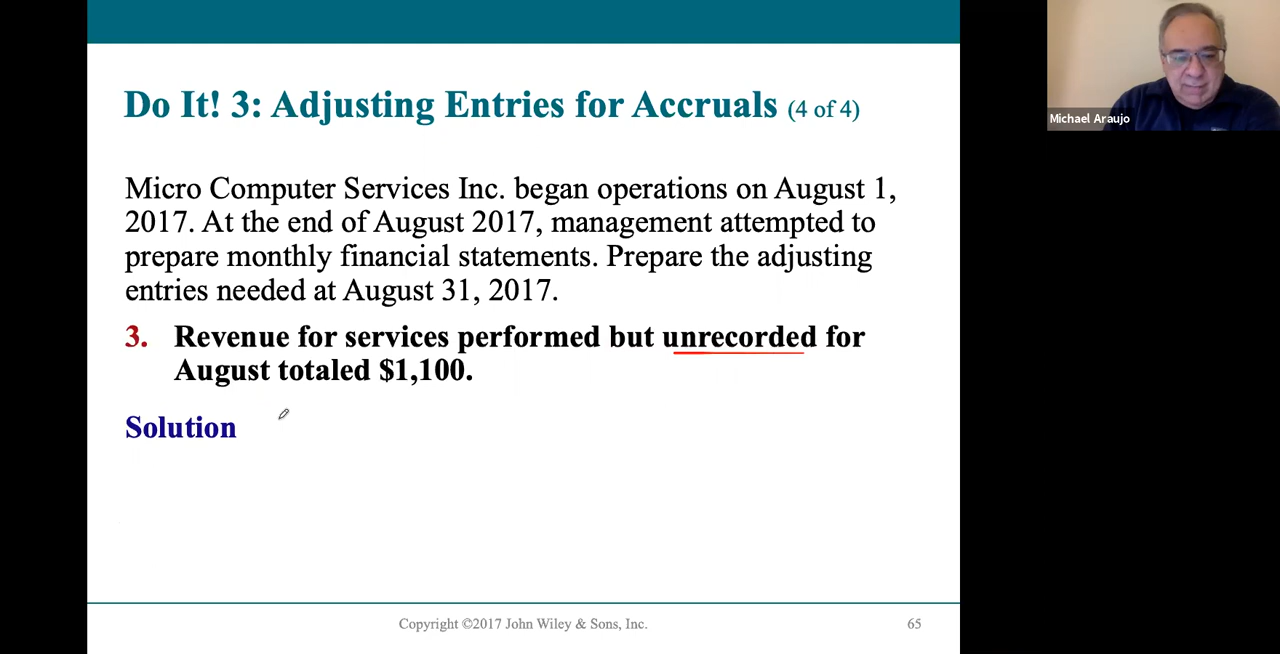 Do It! 3: Adjusting Entries for Accruals (4 of 4)
Micro Computer Services Inc. began operations on August 1,
2017. At the end of August 2017, management attempted to
prepare monthly financial statements. Prepare the adjusting
entries needed at August 31, 2017.
3. Revenue for services performed but unrecorded for
August totaled $1,100.
Solution
Copyright ©2017 John Wiley & Sons, Inc.
65
Michael Araujo